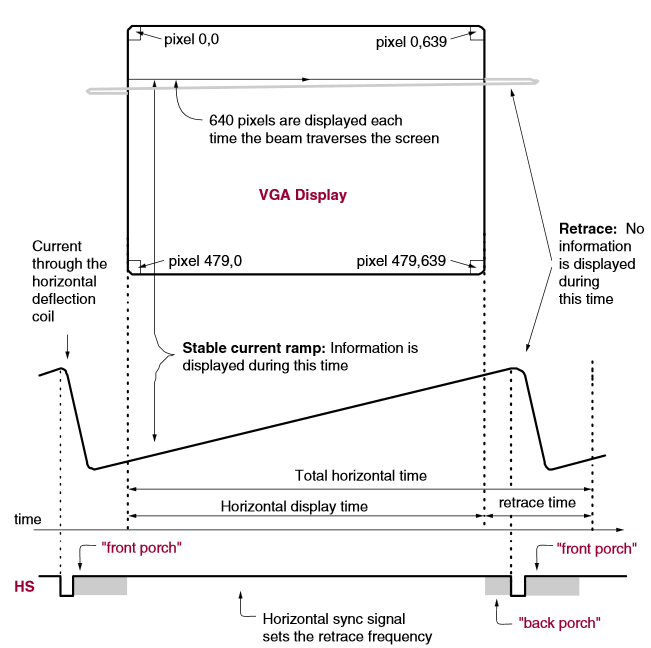 pixel 0,0
pixel 0,639
640 pixels are displayed each
time the beam traverses the screen
VGA Display
Retrace: No
information
is displayed
during
this time
Current
through the
horizontal
deflection
coil
pixel 479,0
pixel 479,639
Stable current ramp: Information is
displayed during this time
Total horizontal time
Horizontal display time
retrace time
time
"front porch"
"front porch"
HS
Horizontal sync signal
sets the retrace frequency
"back porch"